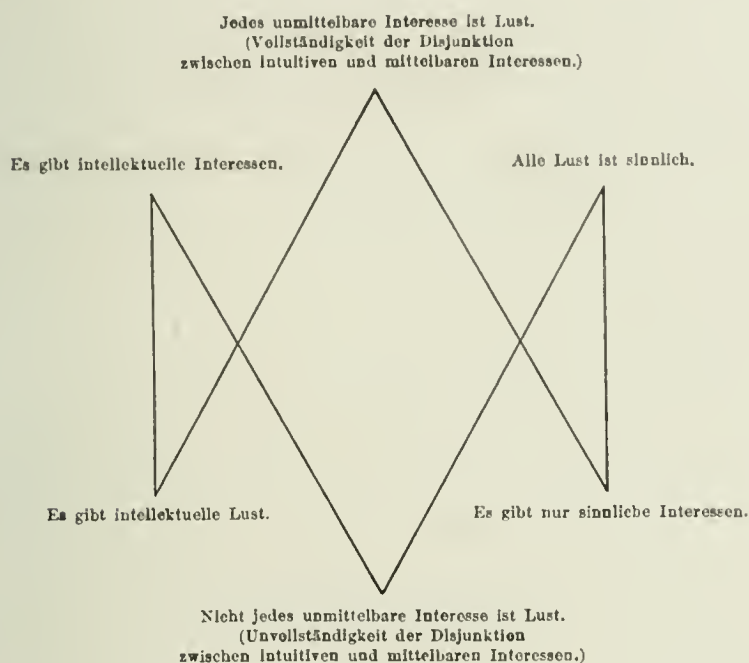 Jedes unmittelbare Interesse ist Lust.
(Vollständigkeit der Disjunktion
zwischen intuitiven und mittelbaren Interessen.)
Es gibt intellektuelle Interessen.
Alle Lust ist sinnlich.
Es gibt intellektuelle Lust.
Es gibt nur sinnliche Interessen.
Nicht jedes unmittelbare Interesse ist Lust.
(Unvollständigkeit der Disjunktion
zwischen intuitiven und mittelbaren Interessen.)